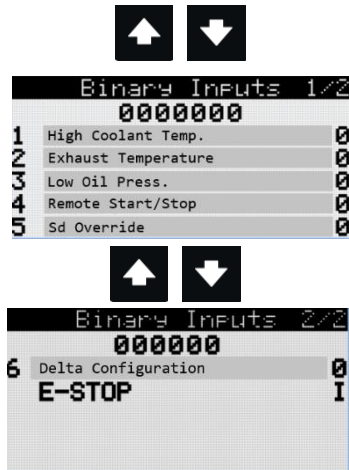 Binary Inputs 1/2
0000000
1 High Coolant Temp. 0
2 Exhaust Temperature 0
3 Low Oil Press. 0
4 Remote Start/Stop 0
5 Sd Override 0
Binary Inputs 2/2
000000
6 Delta Configuration 0
E-STOP I